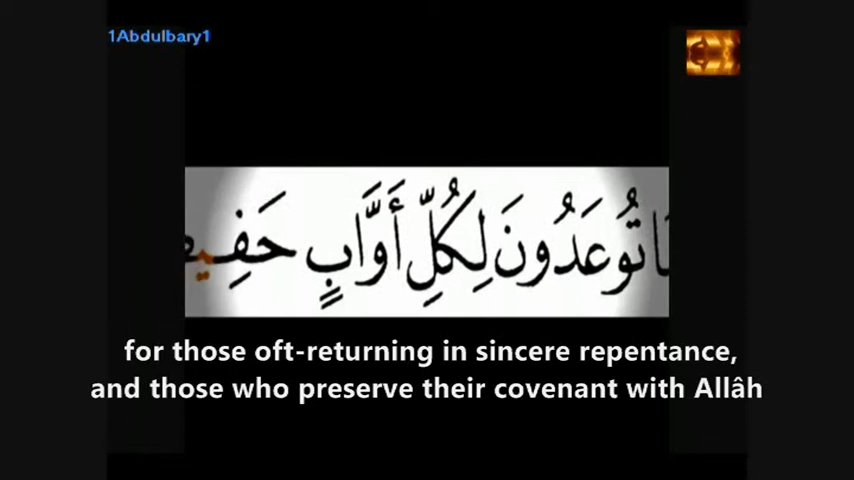 1Abdulbary1
تُوعَدُونَ لِكُلِّ أَوَّابٍ
for those oft-returning in sincere repentance,
and those who preserve their covenant with Allâh